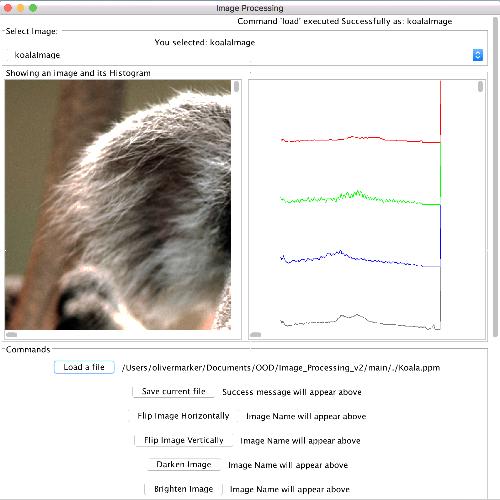 Image Processing
Command 'load' executed Successfully as: koalaImage
Select Image:
You selected: koalaImage
koalaImage
Showing an image and its Histogram
Commands
Load a file /Users/olivermarker/Documents/OOD/Image_Processing_v2/main/./Koala.ppm
Save current file Success message will appear above
Flip Image Horizontally Image Name will appear above
Flip Image Vertically Image Name will appear above
Darken Image Image Name will appear above
Brighten Image Image Name will appear above